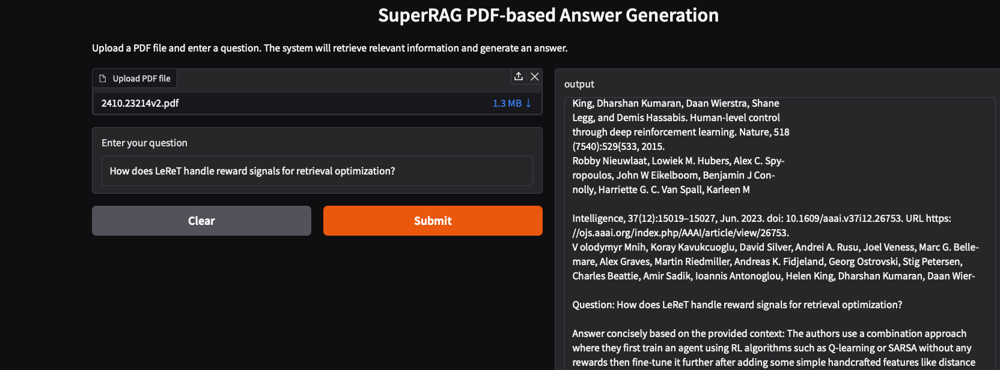 SuperRAG PDF-based Answer Generation
Upload a PDF file and enter a question. The system will retrieve relevant information and generate an answer.
Upload PDF file
2410.23214v2.pdf
1.3 MB ⇣
Enter your question
How does LeReT handle reward signals for retrieval optimization?
Clear
Submit
output
King, Dharshan Kumaran, Daan Wierstra, Shane
Legg, and Demis Hassabis. Human-level control
through deep reinforcement learning. Nature, 518
(7540):529{533, 2015.
Robby Nieuwlaat, Lowiek M. Hubers, Alex C. Spy-
ropoulos, John W Eikelboom, Benjamin J Con-
nolly, Harriette G. C. Van Spall, Karleen M
Intelligence, 37(12):15019–15027, Jun. 2023. doi: 10.1609/aaai.v37i12.26753. URL https:
//ojs.aaai.org/index.php/AAAI/article/view/26753.
V olodymyr Mnih, Koray Kavukcuoglu, David Silver, Andrei A. Rusu, Joel Veness, Marc G. Belle-
mare, Alex Graves, Martin Riedmiller, Andreas K. Fidjeland, Georg Ostrovski, Stig Petersen,
Charles Beattie, Amir Sadik, Ioannis Antonoglou, Helen King, Dharshan Kumaran, Daan Wier-
Question: How does LeReT handle reward signals for retrieval optimization?
Answer concisely based on the provided context: The authors use a combination approach
where they first train an agent using RL algorithms such as Q-learning or SARSA without any
rewards then fine-tune it further after adding some simple handcrafted features like distance